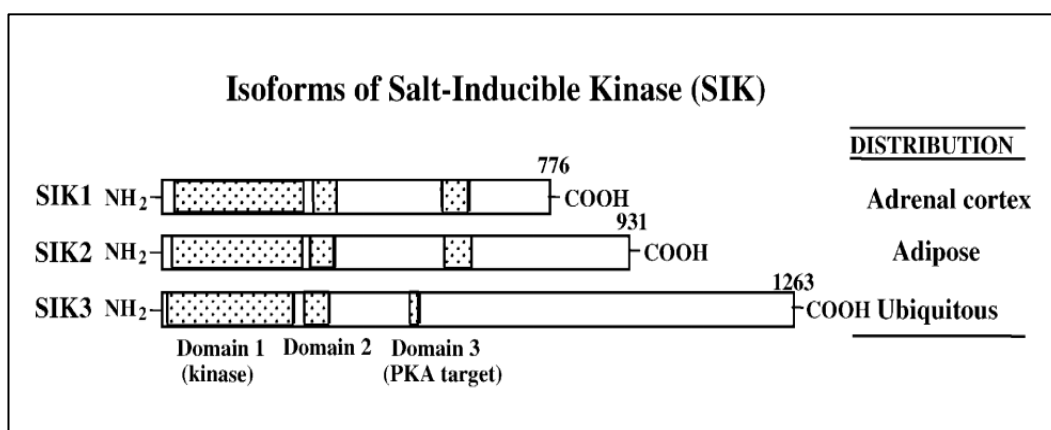 Isoforms of Salt-Inducible Kinase (SIK)
DISTRIBUTION
776
SIK1 NH2 COOH Adrenal cortex
931
SIK2 NH2 COOH Adipose
1263
SIK3 NH2 COOH Ubiquitous
Domain 1 Domain 2 Domain 3
(kinase) (PKA target)